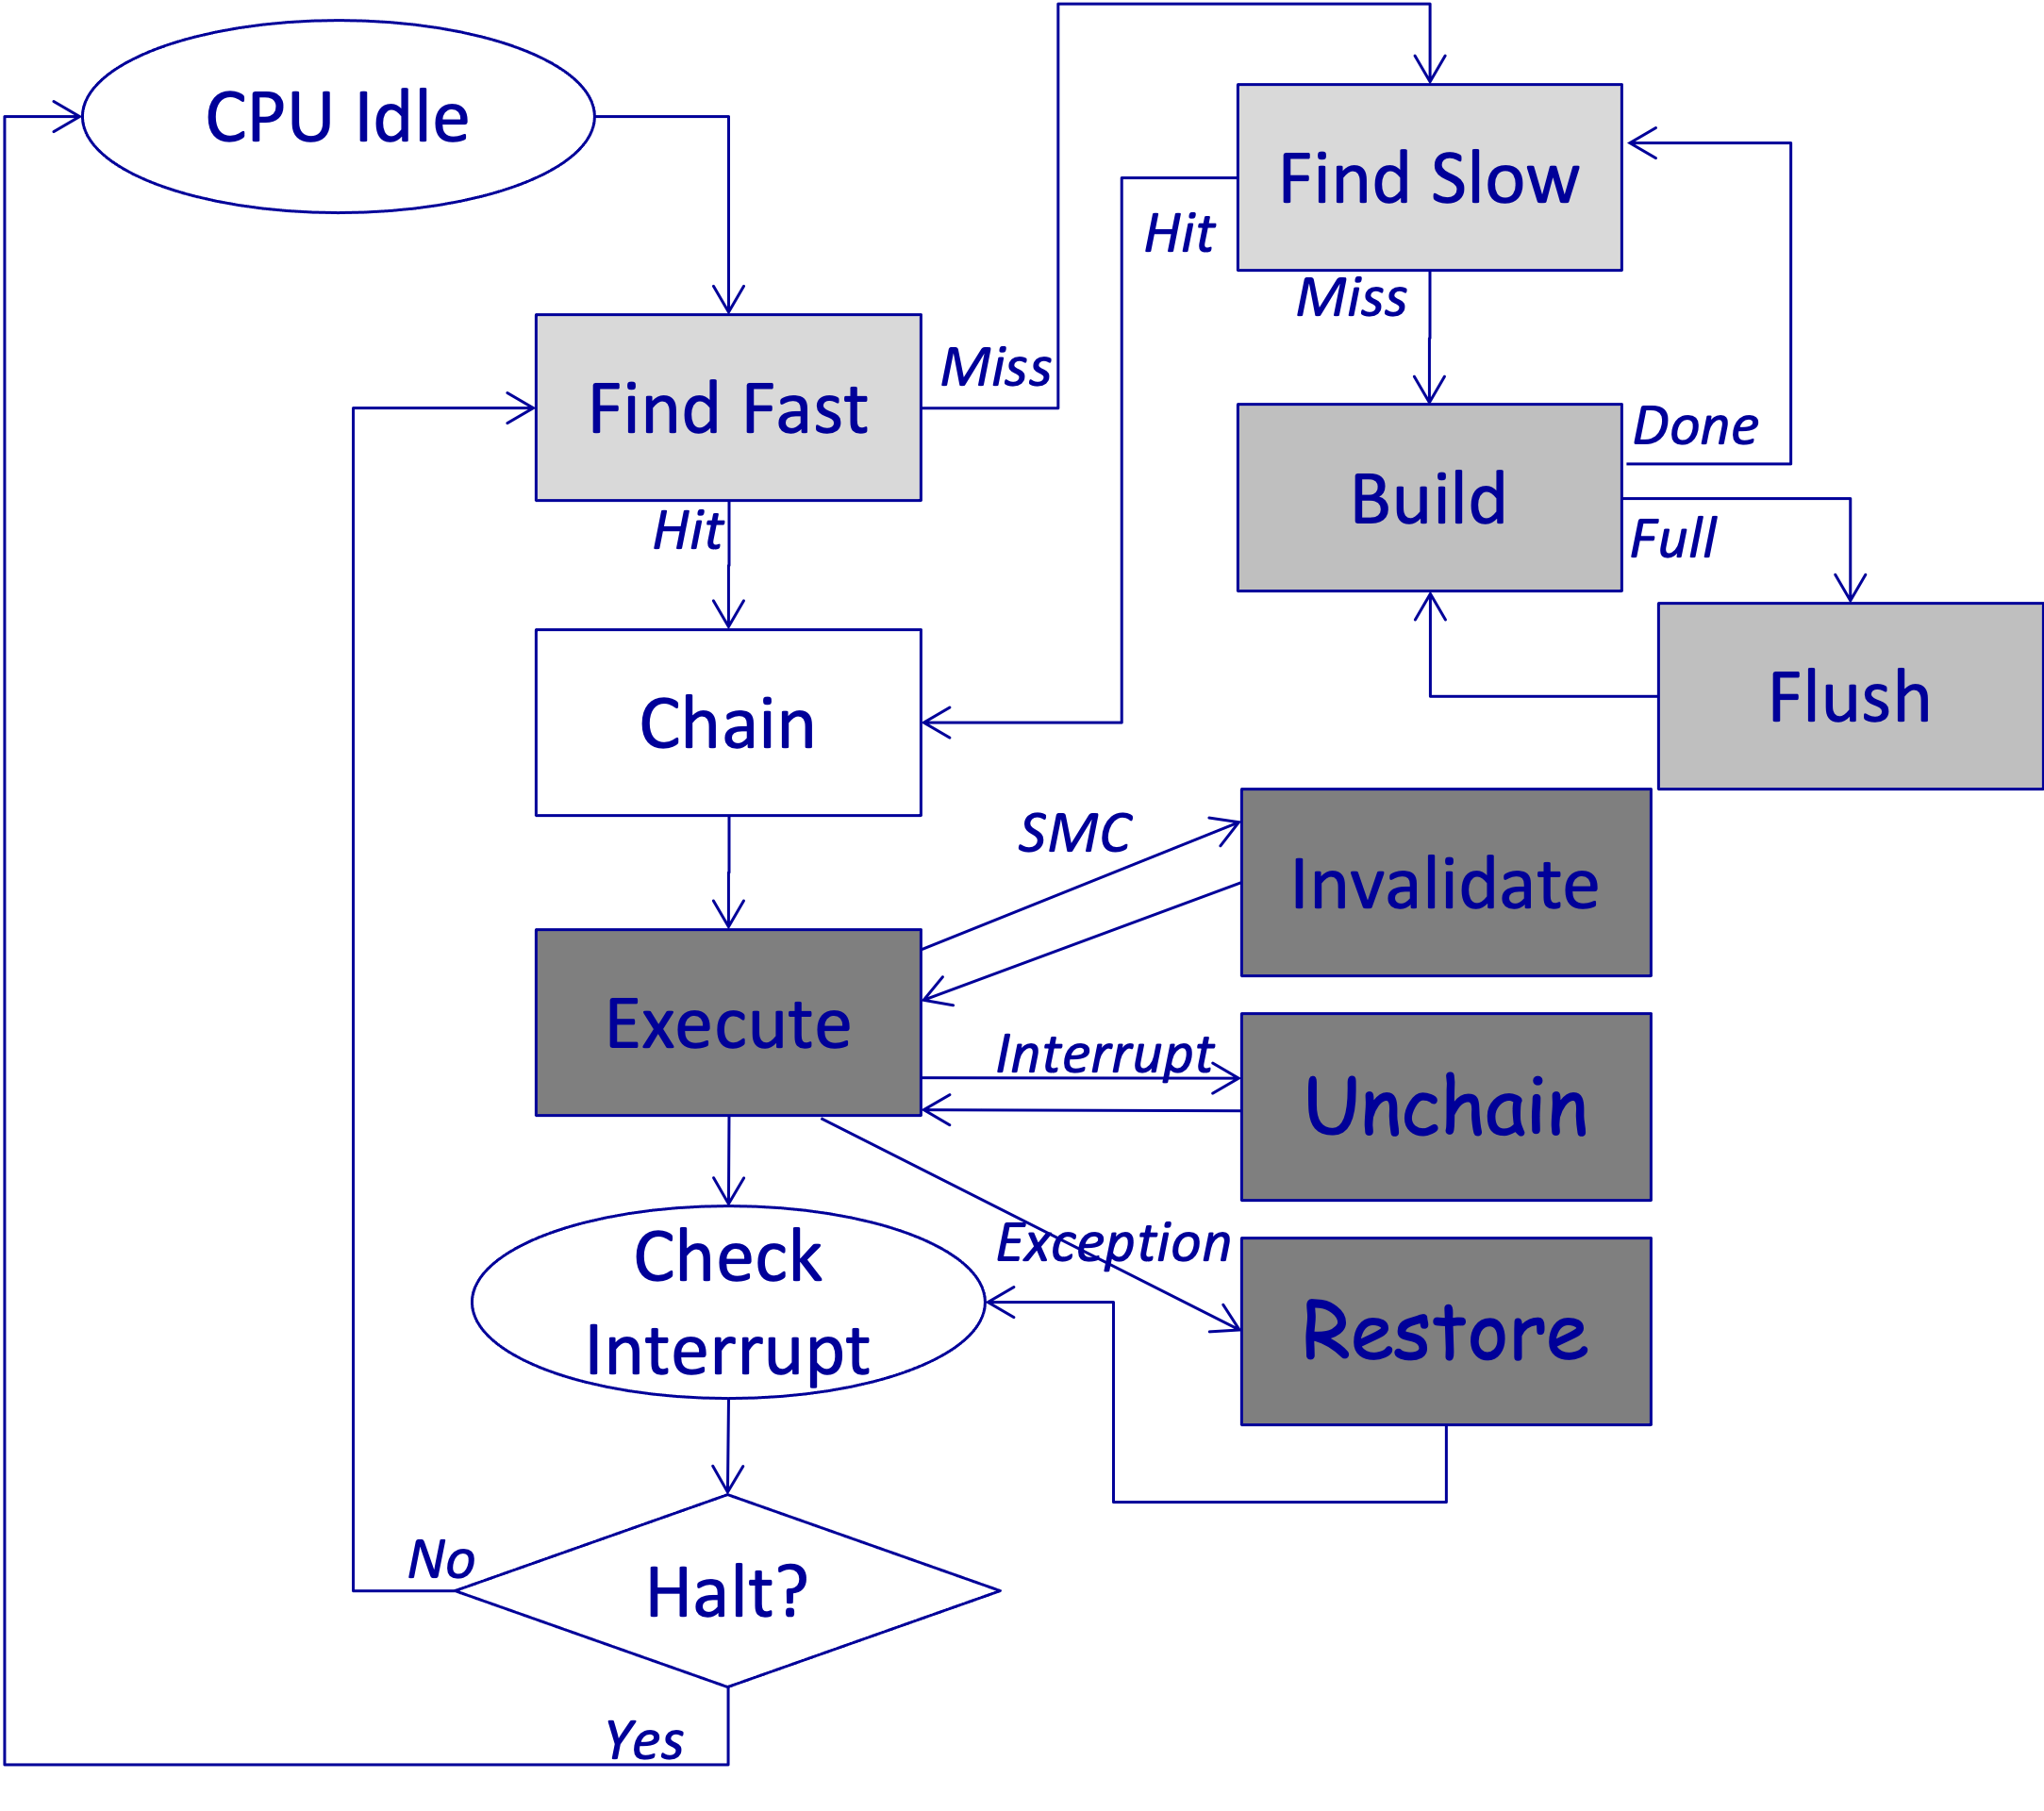 CPU Idle
Find Slow
Hit
Miss
Find Fast
Miss
Build
Done
Full
Hit
Flush
Chain
SMC
Invalidate
Execute
Interrupt
Unchain
Check
Interrupt
Exception
Restore
Halt?
No
Yes